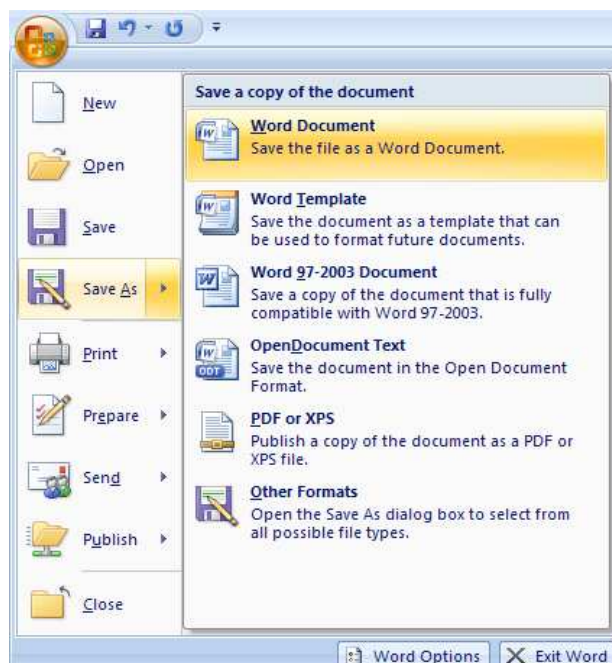 New
Open
Save
Save As
Print
Prepare
Send
Publish
Close
Save a copy of the document
Word Document
Save the file as a Word Document.
Word Template
Save the document as a template that can
be used to format future documents.
Word 97-2003 Document
Save a copy of the document that is fully
compatible with Word 97-2003.
OpenDocument Text
Save the document in the Open Document
Format.
PDF or XPS
Publish a copy of the document as a PDF or
XPS file.
Other Formats
Open the Save As dialog box to select from
all possible file types.
Word Options
Exit Word